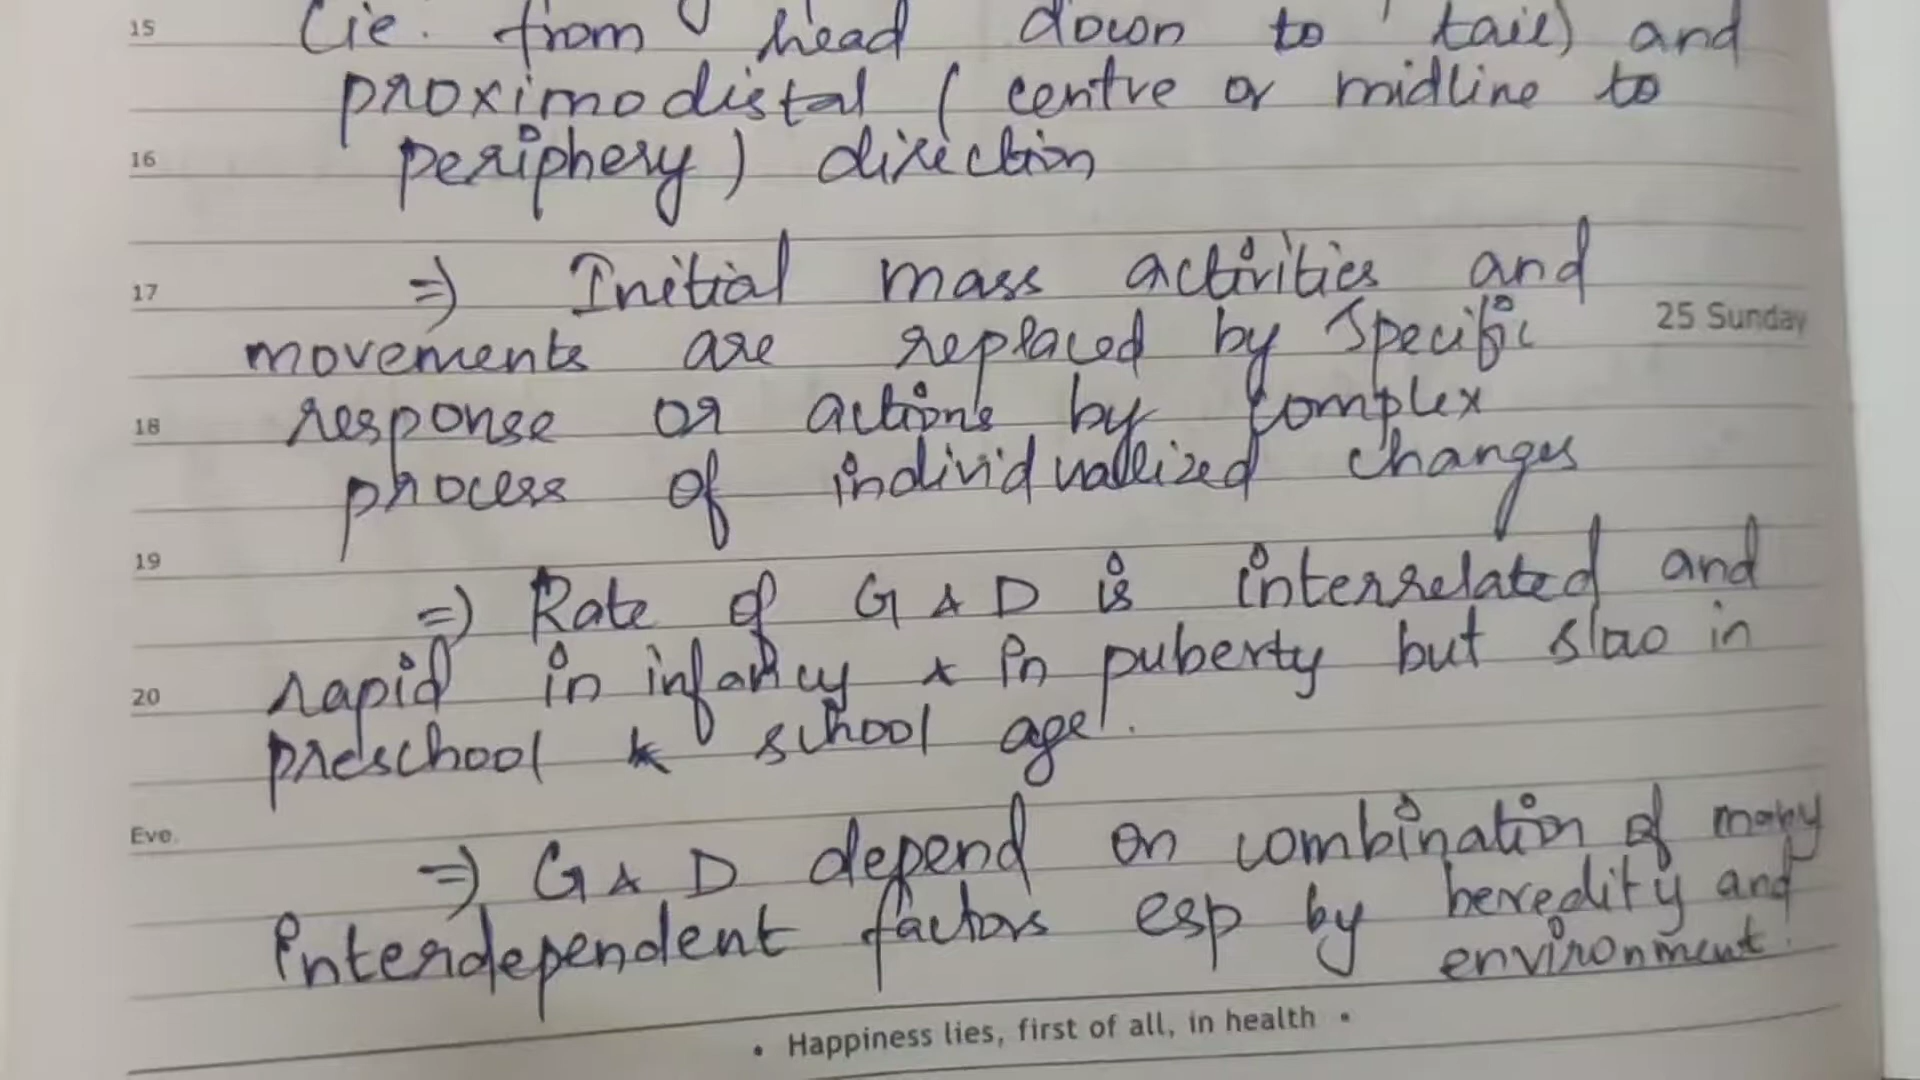 15 (ie. from head down to tail) and
proximodistal ( centre or midline to
16 periphery ) direction
17 => Initial mass activities and
25 Sunday
movements are replaced by specific
18 response or actions by complex
process of individuallized changes
19
=> Rate of G & D is interrelated and
20 rapid in infancy & in puberty but slow in
preschool & school age.
Eve.
=> G & D depend on combination of many
interdependent factors esp by heredity and
environment.
• Happiness lies, first of all, in health •